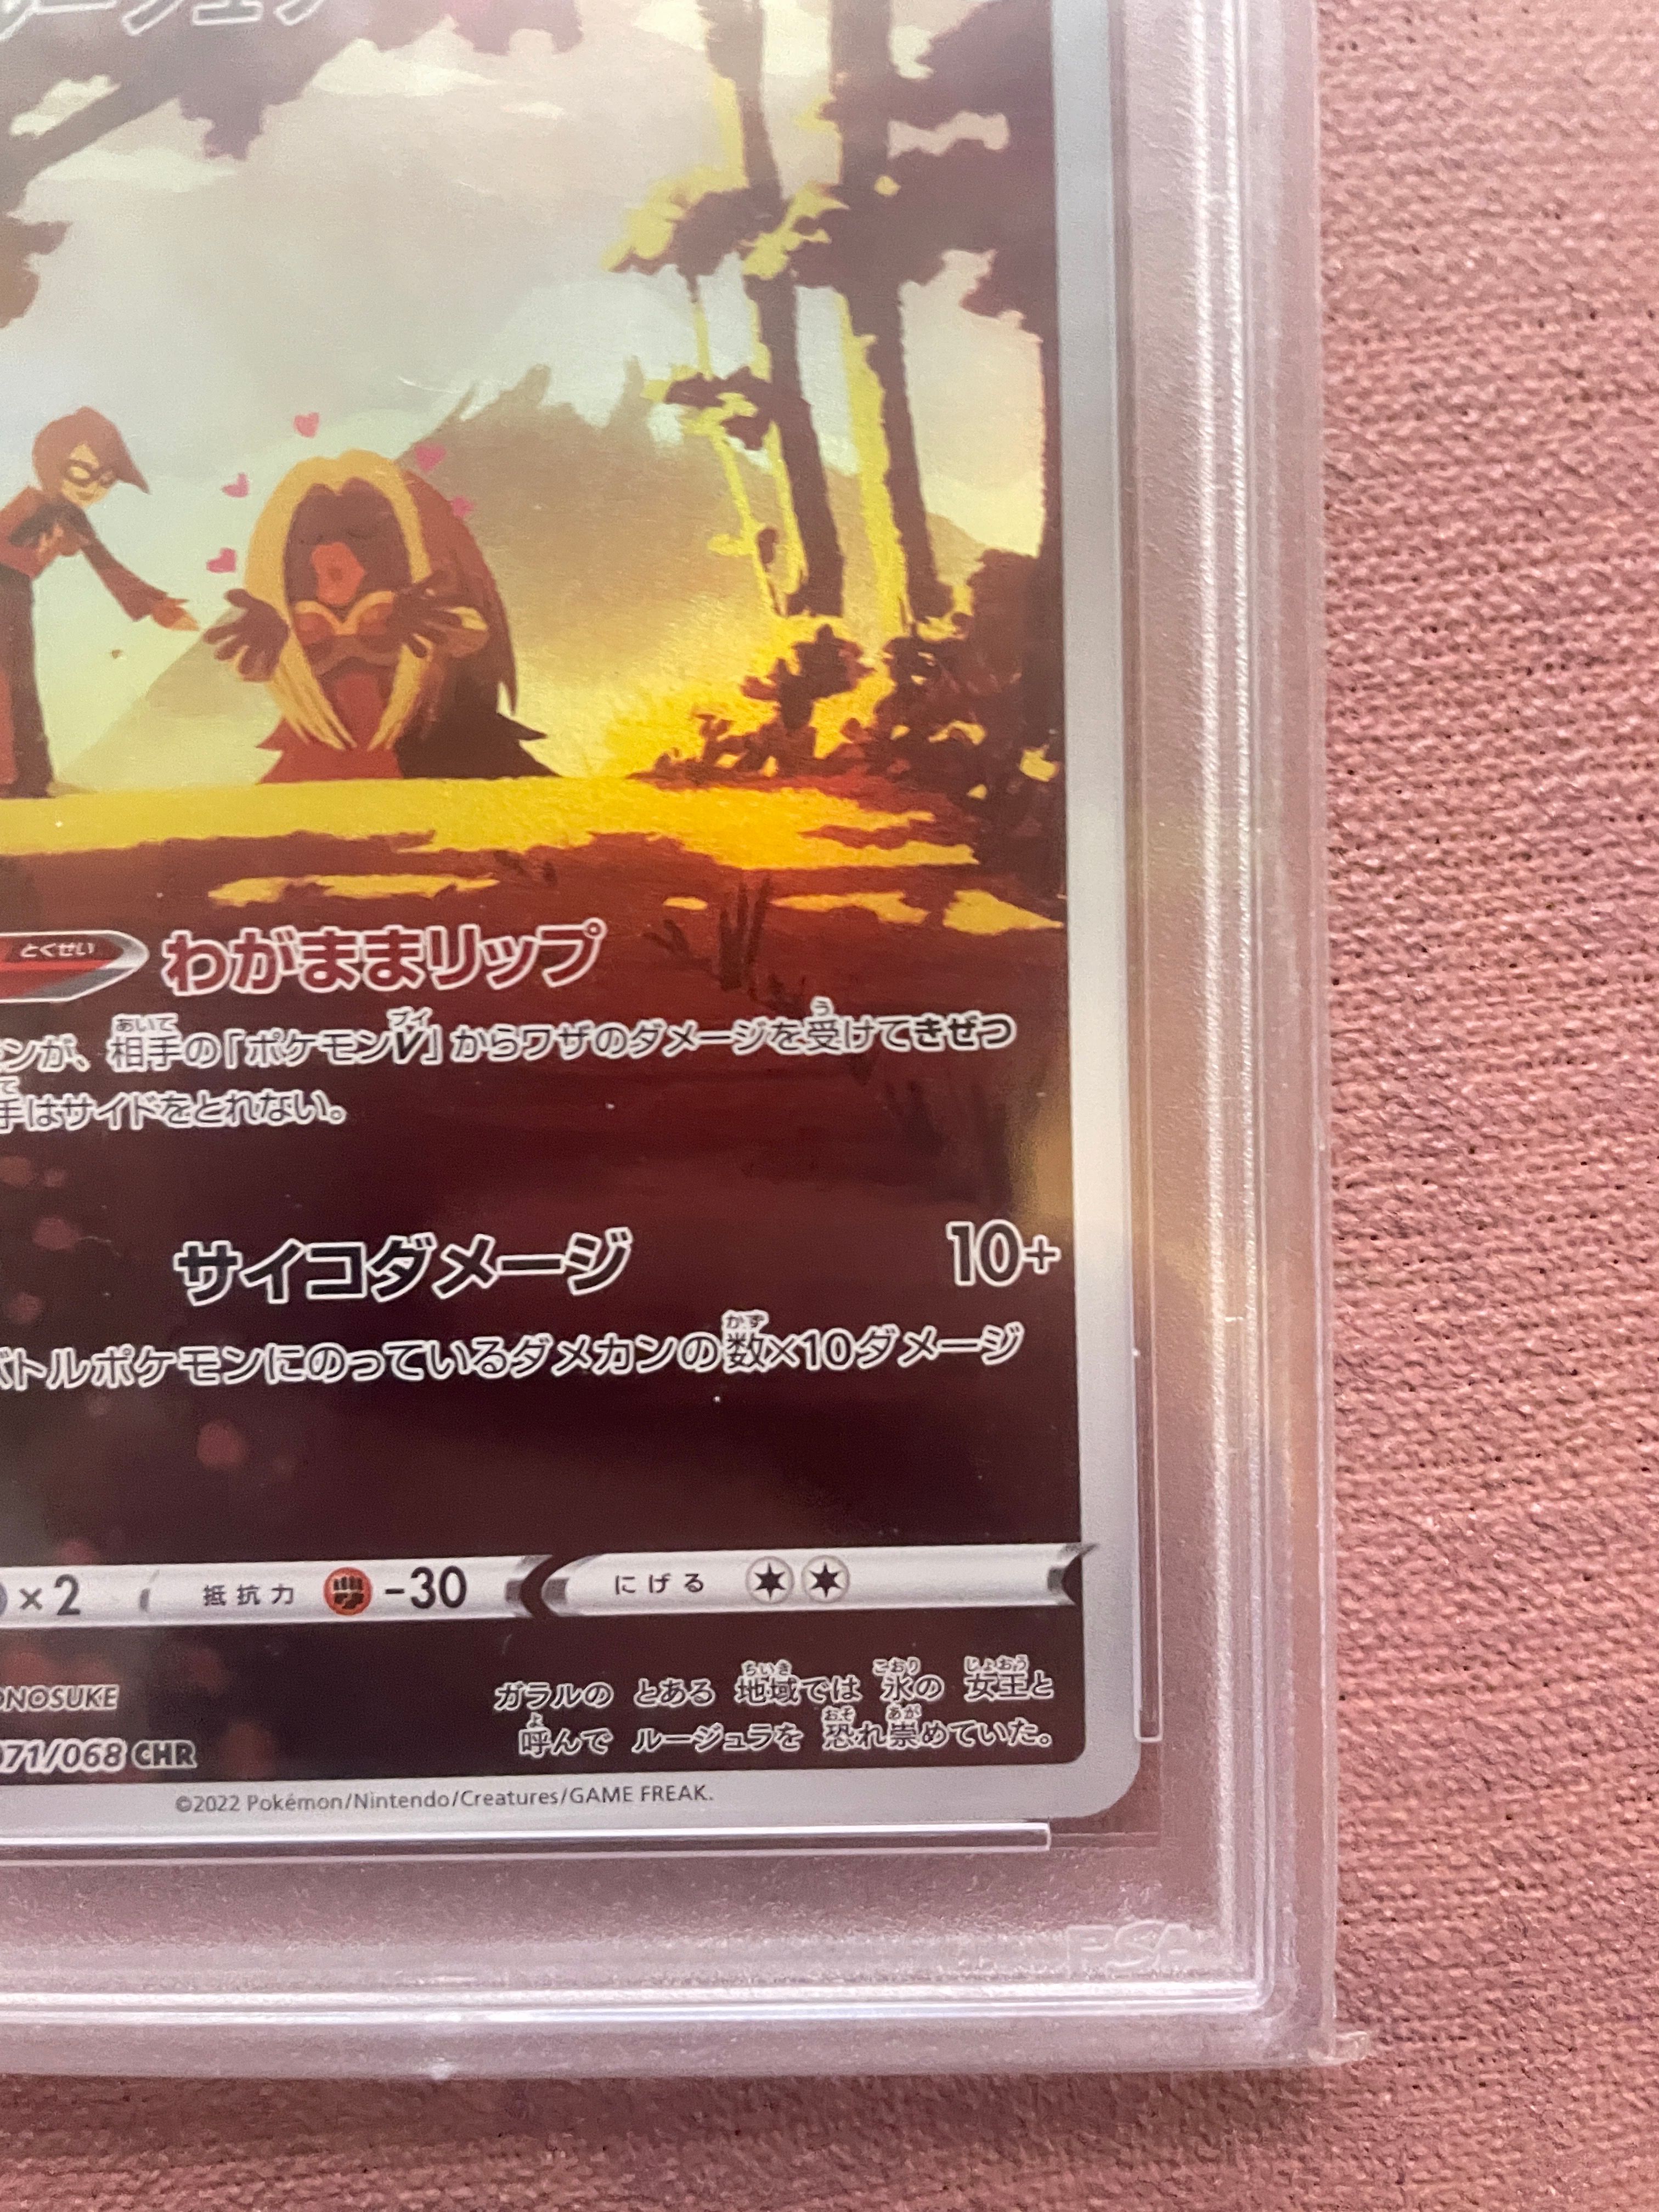 とくせい わがままリップ
ンが、相手の「ポケモンV」からワザのダメージを受けてきぜつ
手はサイドをとれない。
サイコダメージ 10+
バトルポケモンにのっているダメカンの数×10ダメージ
×2 抵抗力 -30 にげる
ONOSUKE
071/068 CHR
ガラルの とある 地域では 氷の 女王と
呼んで ルージュラを 恐れ崇めていた。
©2022 Pokémon/Nintendo/Creatures/GAME FREAK.
PSA